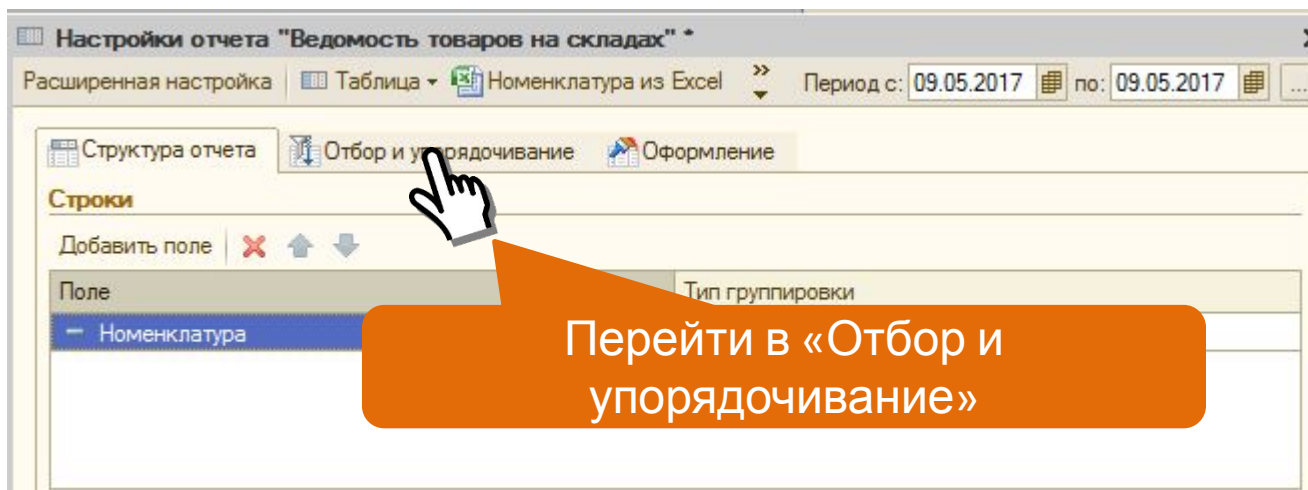 Настройки отчета "Ведомость товаров на складах" *
Расширенная настройка Таблица Номенклатура из Excel » Период с: 09.05.2017 по: 09.05.2017 ...
Структура отчета Отбор и упорядочивание Оформление
Строки
Добавить поле
Поле Тип группировки
Номенклатура
Перейти в «Отбор и
упорядочивание»